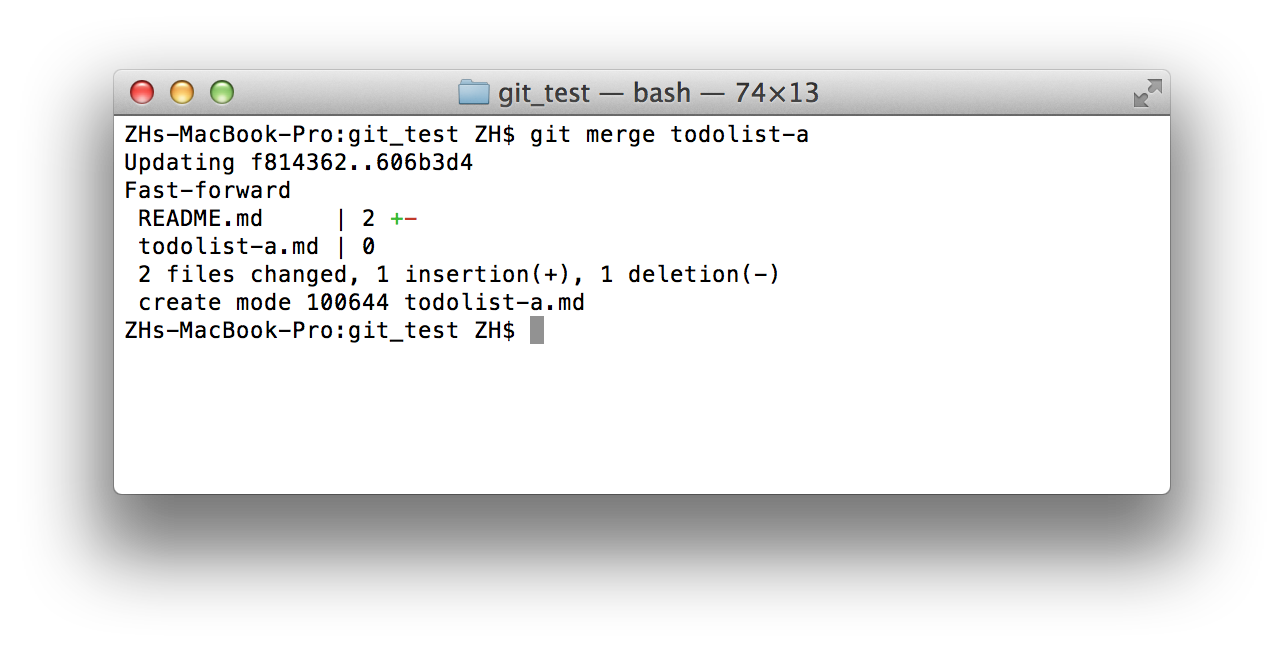 git_test — bash — 74×13
ZHs-MacBook-Pro:git_test ZH$ git merge todolist-a
Updating f814362..606b3d4
Fast-forward
 README.md     | 2 +-
 todolist-a.md | 0
 2 files changed, 1 insertion(+), 1 deletion(-)
 create mode 100644 todolist-a.md
ZHs-MacBook-Pro:git_test ZH$